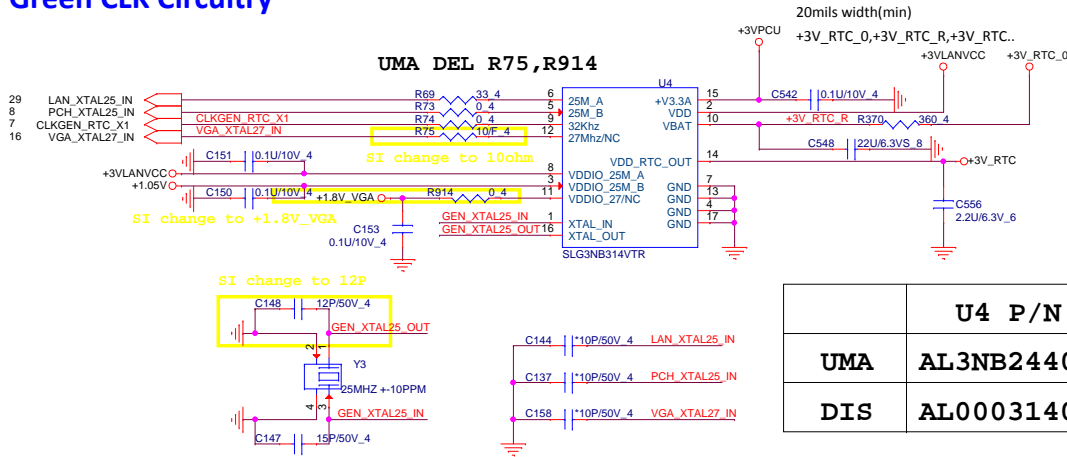 Green CLK Circuitry
20mils width(min)
+3V_RTC_0,+3V_RTC_R,+3V_RTC..
+3VPCU
+3VLANVCC
+3V_RTC_0
UMA DEL R75,R914
U4
29 LAN_XTAL25_IN R69 33_4 6 25M_A +V3.3A 15 C542 0.1U/10V_4
8 PCH_XTAL25_IN R73 0_4 5 25M_B VDD 2
7 CLKGEN_RTC_X1 CLKGEN_RTC_X1 R74 0_4 9 32Khz VBAT 10 +3V_RTC_R R370 360_4
16 VGA_XTAL27_IN VGA_XTAL27_IN R75 10/F_4 12 27Mhz/NC
SI change to 10ohm
C548 22U/6.3VS_8
C151 0.1U/10V_4 VDD_RTC_OUT 14 +3V_RTC
+3VLANVCC 8 VDDIO_25M_A
+1.05V 3 VDDIO_25M_B GND 7
C150 0.1U/10V_4 +1.8V_VGA R914 0_4 11 VDDIO_27/NC GND 13
GND 4
SI change to +1.8V_VGA
GEN_XTAL25_IN 1 XTAL_IN GND 17
GEN_XTAL25_OUT 16 XTAL_OUT
C153
0.1U/10V_4
C556
2.2U/6.3V_6
SLG3NB314VTR
SI change to 12P
C148 12P/50V_4
GEN_XTAL25_OUT
2 1
Y3
25MHZ +-10PPM
4 3
GEN_XTAL25_IN
C147 15P/50V_4
C144 *10P/50V_4 LAN_XTAL25_IN
C137 *10P/50V_4 PCH_XTAL25_IN
C158 *10P/50V_4 VGA_XTAL27_IN
U4 P/N
UMA AL3NB2440
DIS AL0003140